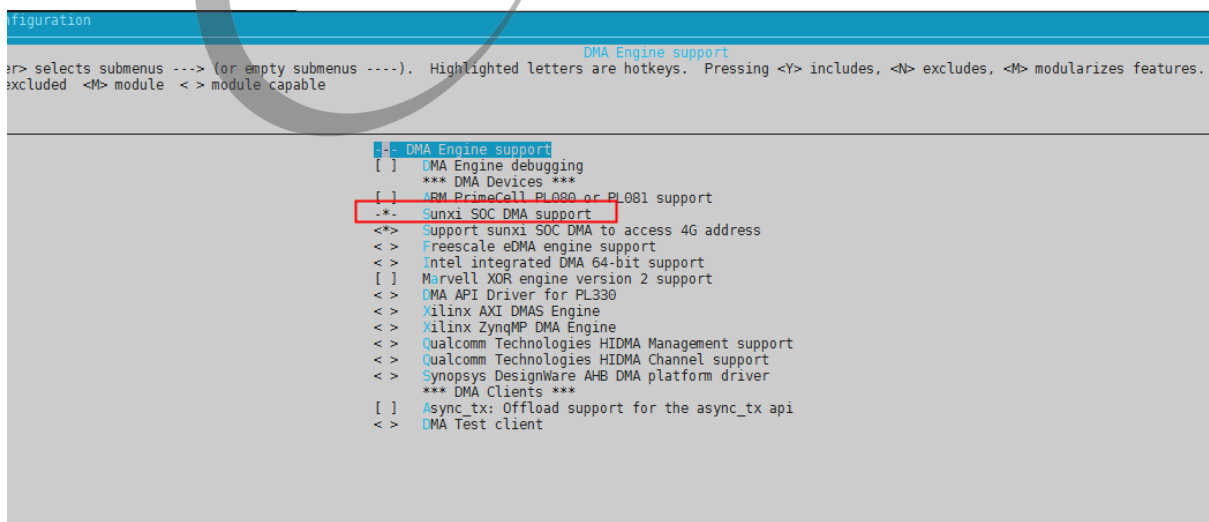 nfiguration
DMA Engine support
er> selects submenus ---> (or empty submenus ----). Highlighted letters are hotkeys. Pressing <Y> includes, <N> excludes, <M> modularizes features.
excluded <M> module < > module capable
--- DMA Engine support
[ ] DMA Engine debugging
*** DMA Devices ***
[ ] ARM PrimeCell PL080 or PL081 support
-*- Sunxi SOC DMA support
<*> Support sunxi SOC DMA to access 4G address
< > Freescale eDMA engine support
< > Intel integrated DMA 64-bit support
[ ] Marvell XOR engine version 2 support
< > DMA API Driver for PL330
< > Xilinx AXI DMAS Engine
< > Xilinx ZynqMP DMA Engine
< > Qualcomm Technologies HIDMA Management support
< > Qualcomm Technologies HIDMA Channel support
< > Synopsys DesignWare AHB DMA platform driver
*** DMA Clients ***
[ ] Async_tx: Offload support for the async_tx api
< > DMA Test client